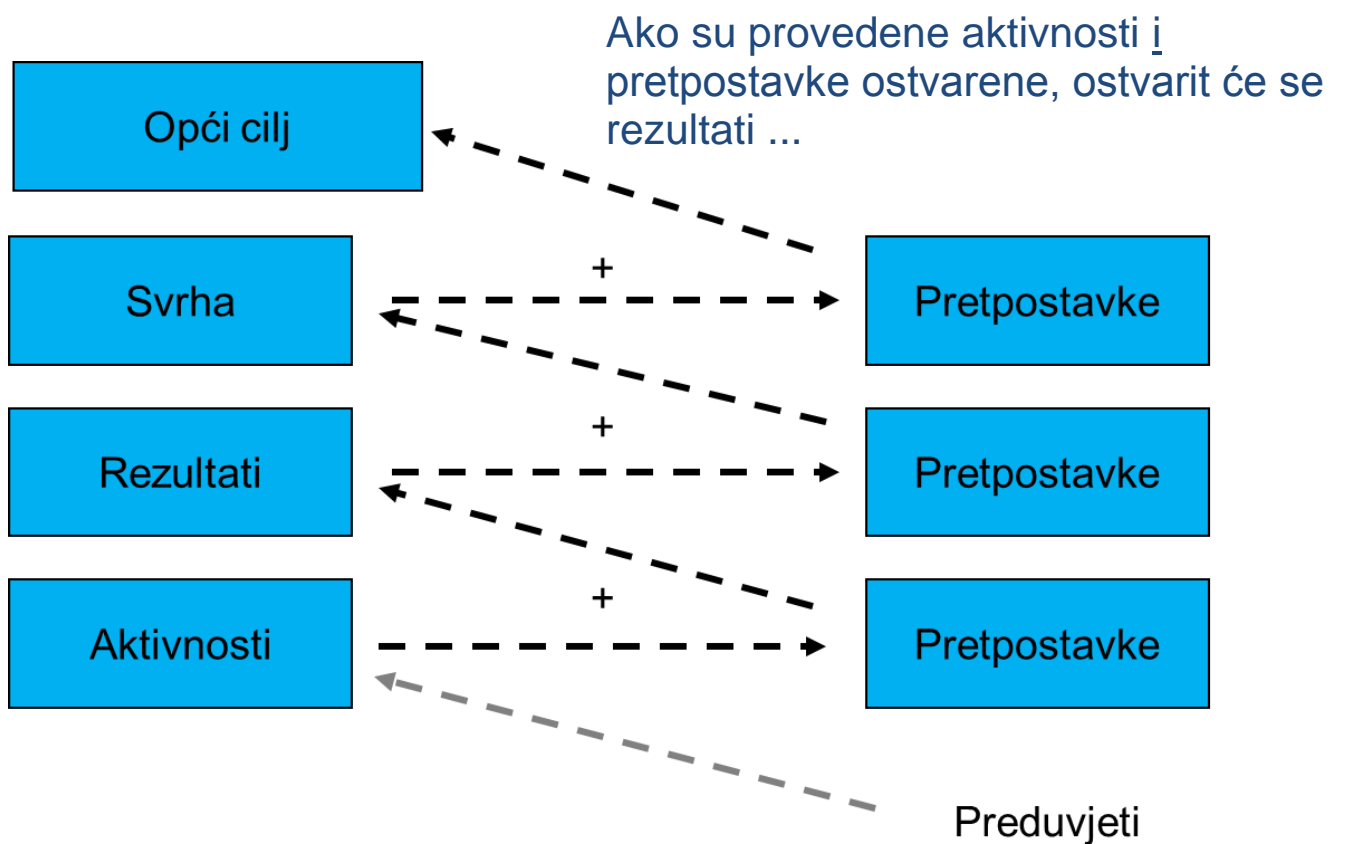 Ako su provedene aktivnosti i
pretpostavke ostvarene, ostvarit će se
rezultati ...
Opći cilj
+
Svrha
Pretpostavke
+
Rezultati
Pretpostavke
+
Aktivnosti
Pretpostavke
Preduvjeti